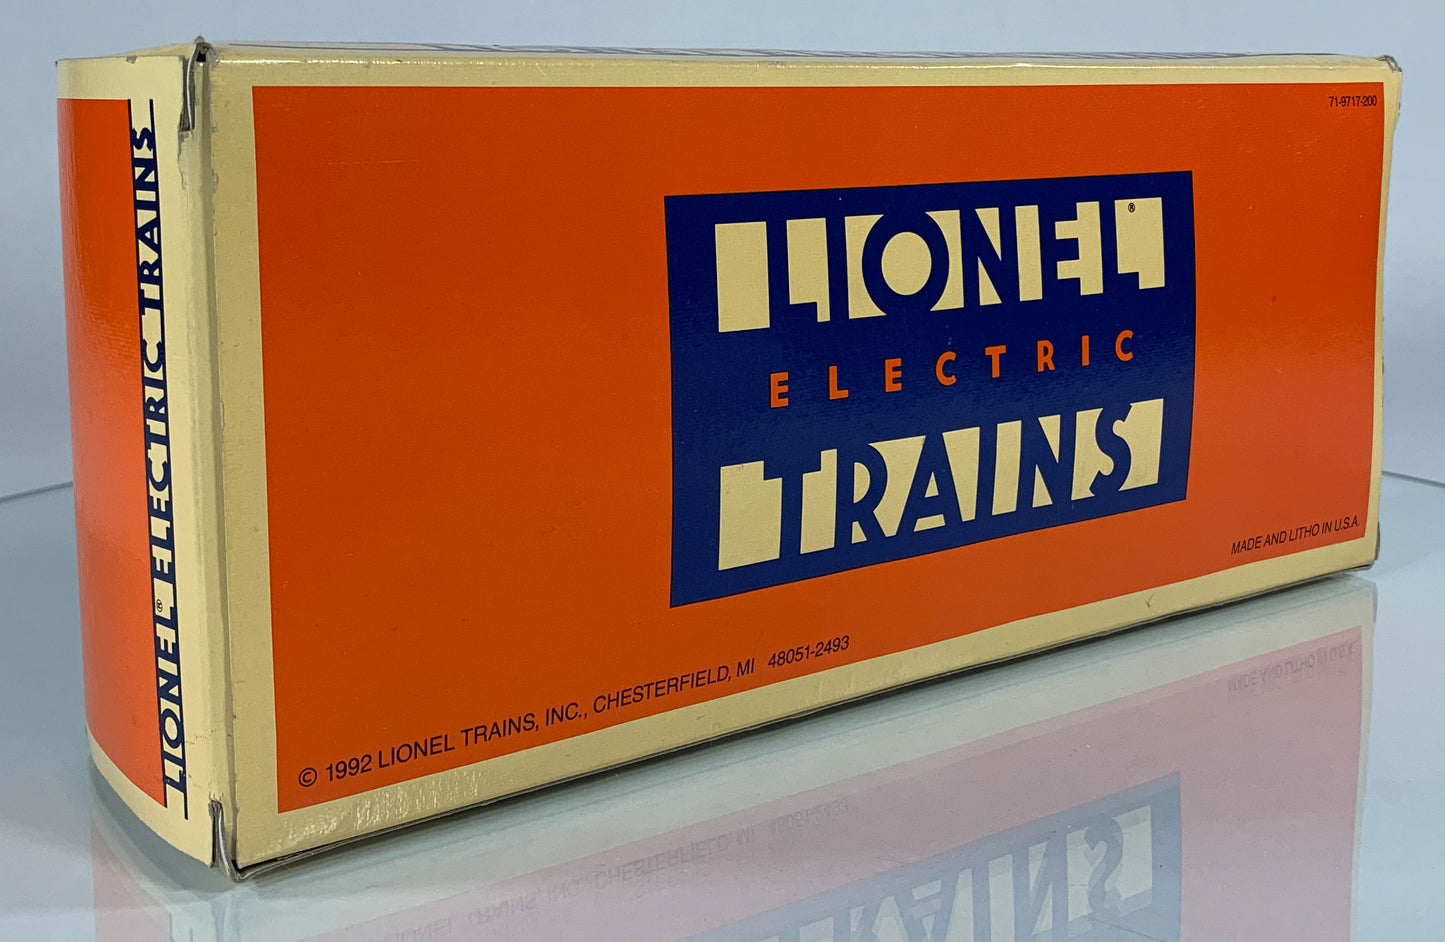 LIONEL® ELECTRIC TRAINS
71-9717-200
LIONEL®
ELECTRIC
TRAINS
MADE AND LITHO IN U.S.A.
© 1992 LIONEL TRAINS, INC., CHESTERFIELD, MI 48051-2493